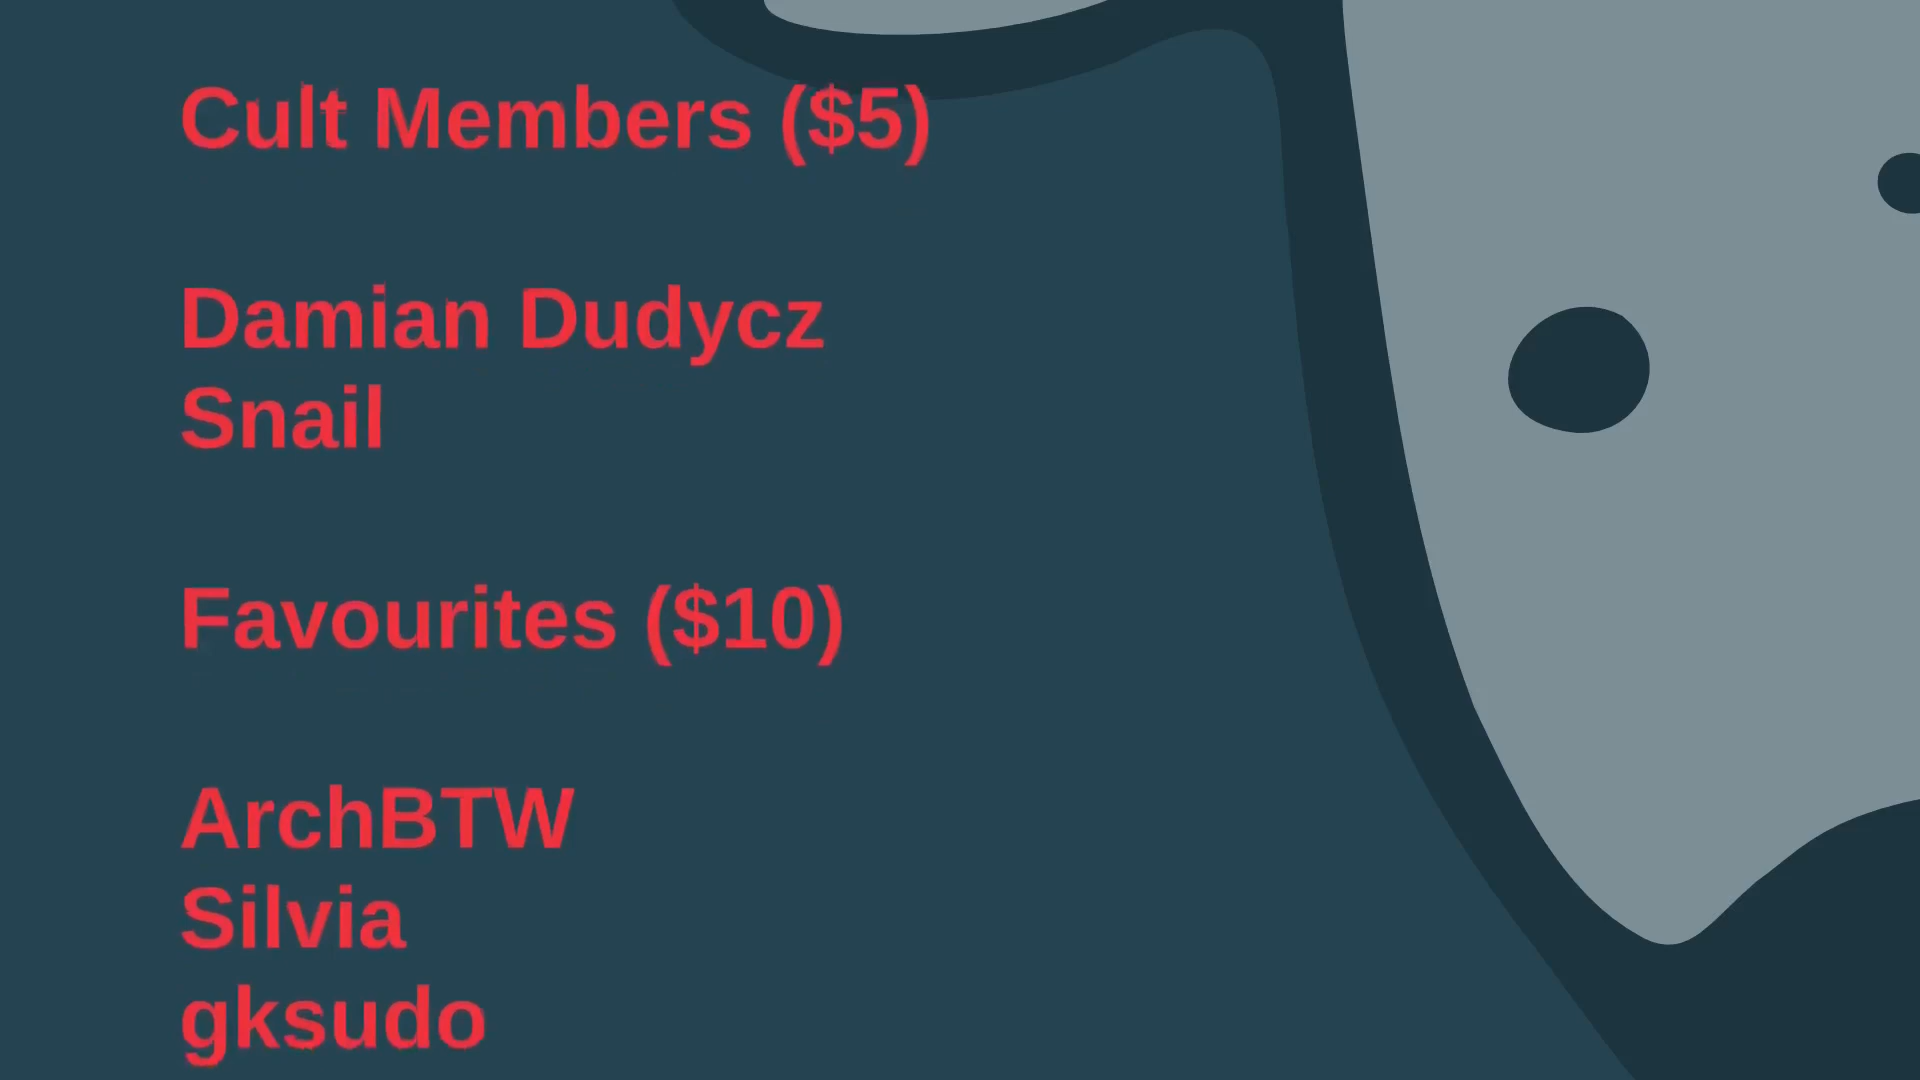 Cult Members ($5)
Damian Dudycz
Snail
Favourites ($10)
ArchBTW
Silvia
gksudo